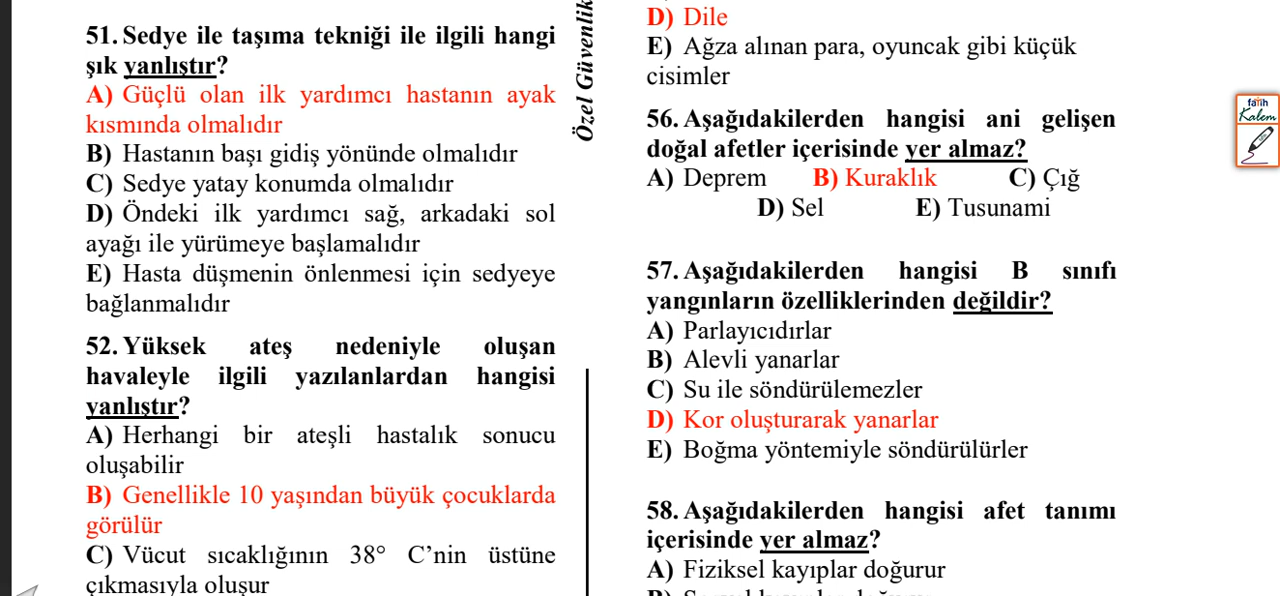 51. Sedye ile taşıma tekniği ile ilgili hangi
şık yanlıştır?
A) Güçlü olan ilk yardımcı hastanın ayak
kısmında olmalıdır
B) Hastanın başı gidiş yönünde olmalıdır
C) Sedye yatay konumda olmalıdır
D) Öndeki ilk yardımcı sağ, arkadaki sol
ayağı ile yürümeye başlamalıdır
E) Hasta düşmenin önlenmesi için sedyeye
bağlanmalıdır
52. Yüksek ateş nedeniyle oluşan
havaleyle ilgili yazılanlardan hangisi
yanlıştır?
A) Herhangi bir ateşli hastalık sonucu
oluşabilir
B) Genellikle 10 yaşından büyük çocuklarda
görülür
C) Vücut sıcaklığının 38° C’nin üstüne
çıkmasıyla oluşur
Özel Güvenlik
D) Dile
E) Ağza alınan para, oyuncak gibi küçük
cisimler
56. Aşağıdakilerden hangisi ani gelişen
doğal afetler içerisinde yer almaz?
A) Deprem B) Kuraklık C) Çığ
D) Sel E) Tusunami
57. Aşağıdakilerden hangisi B sınıfı
yangınların özelliklerinden değildir?
A) Parlayıcıdırlar
B) Alevli yanarlar
C) Su ile söndürülemezler
D) Kor oluşturarak yanarlar
E) Boğma yöntemiyle söndürülürler
58. Aşağıdakilerden hangisi afet tanımı
içerisinde yer almaz?
A) Fiziksel kayıplar doğurur
fatih
Kalem